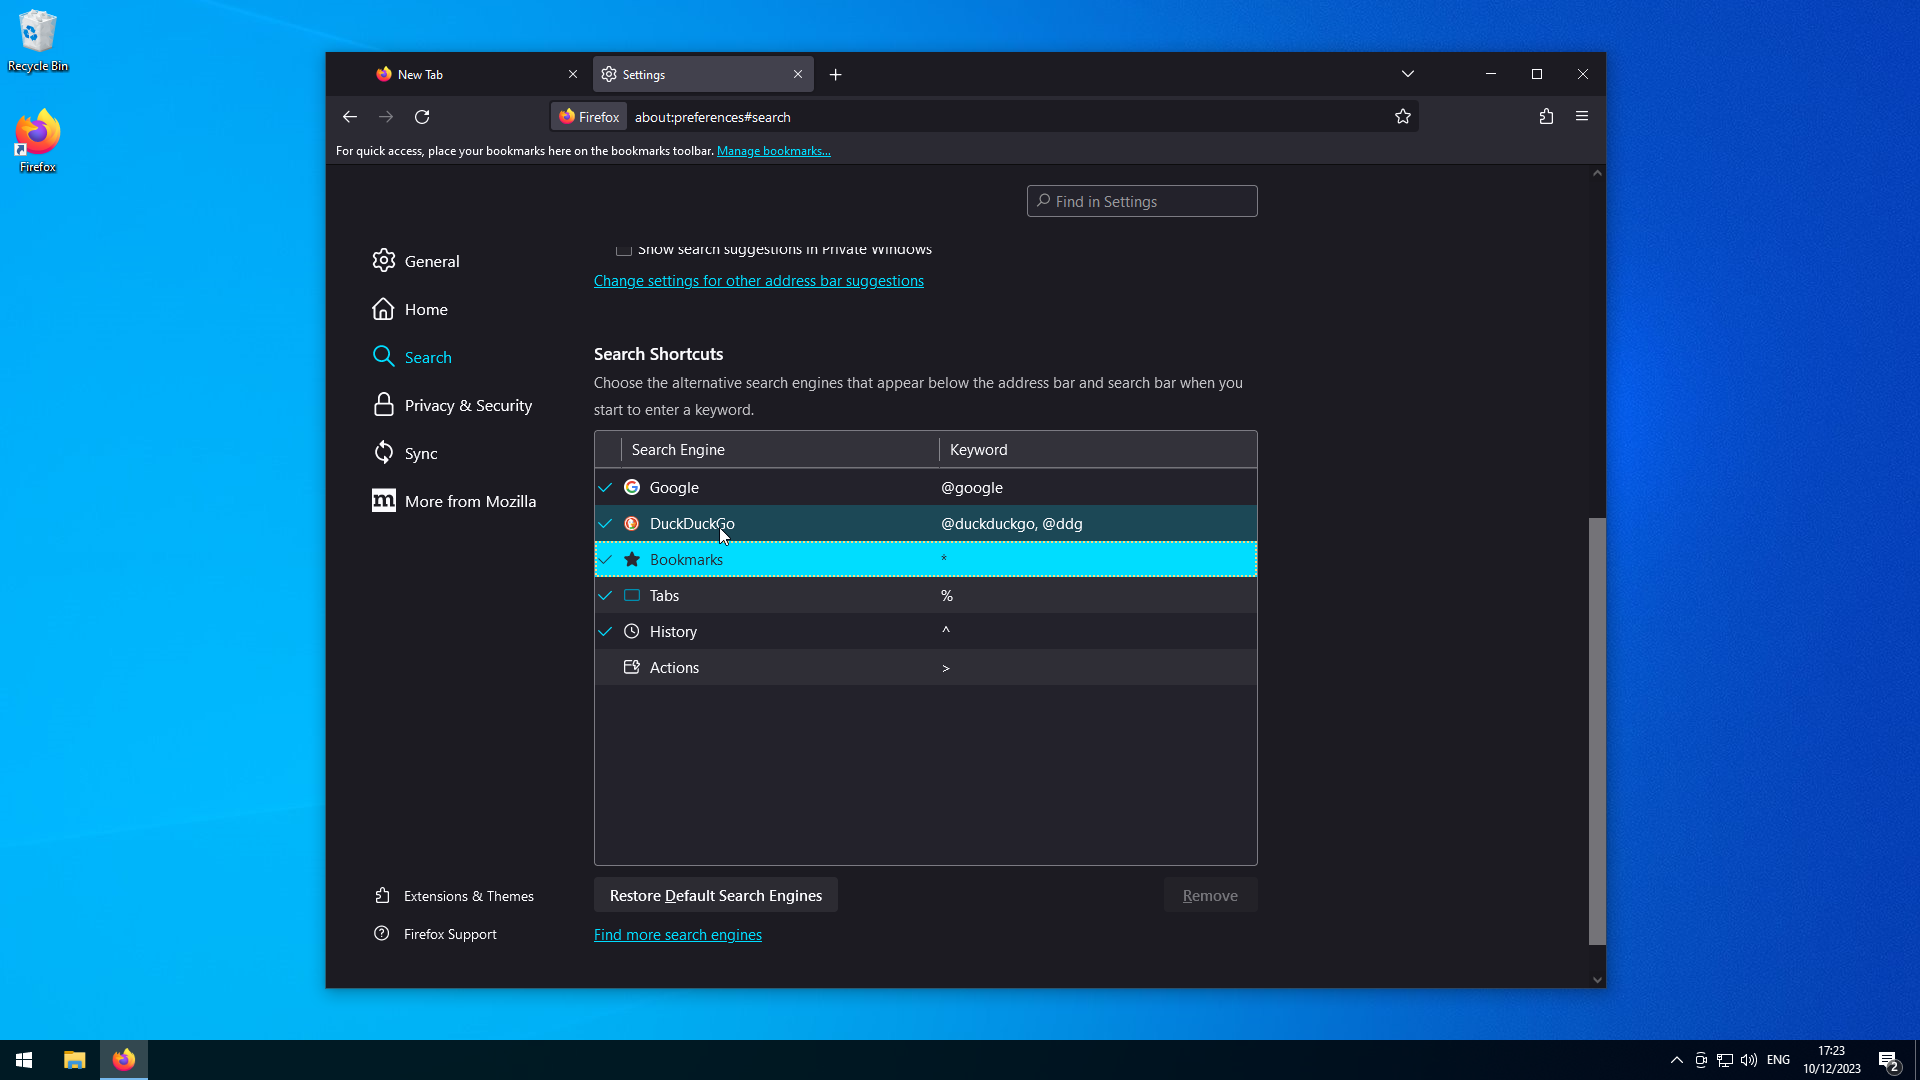 Recycle Bin
Firefox
New Tab
Settings
Firefox
about:preferences#search
For quick access, place your bookmarks here on the bookmarks toolbar. Manage bookmarks...
Find in Settings
General
Home
Search
Privacy & Security
Sync
More from Mozilla
Extensions & Themes
Firefox Support
Show search suggestions in Private Windows
Change settings for other address bar suggestions
Search Shortcuts
Choose the alternative search engines that appear below the address bar and search bar when you
start to enter a keyword.
Search Engine Keyword
Google @google
DuckDuckGo @duckduckgo, @ddg
Bookmarks *
Tabs %
History ^
Actions >
Restore Default Search Engines
Remove
Find more search engines
ENG
17:23
10/12/2023
2